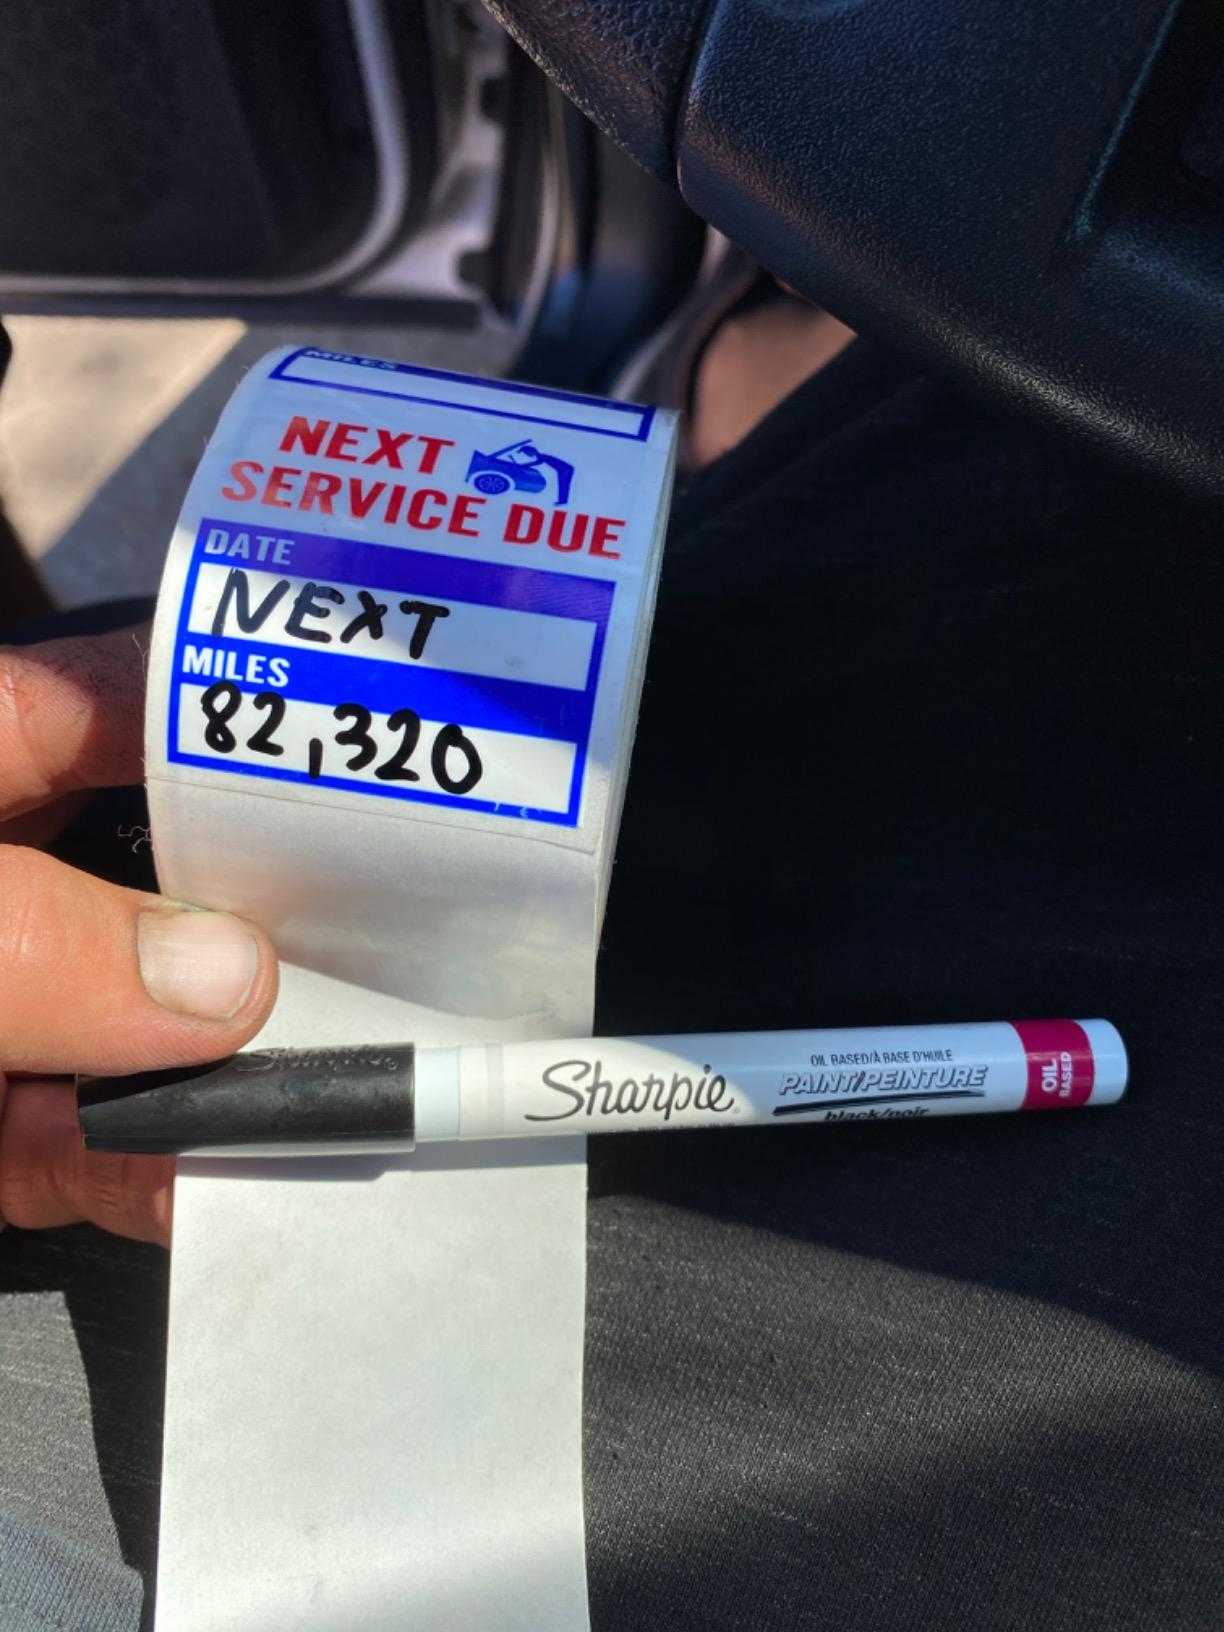 MILES
NEXT
SERVICE DUE
DATE
NEXT
MILES
82,320
Sharpie
OIL BASED/À BASE D'HUILE
PAINT/PEINTURE
black/noir
OIL
BASED